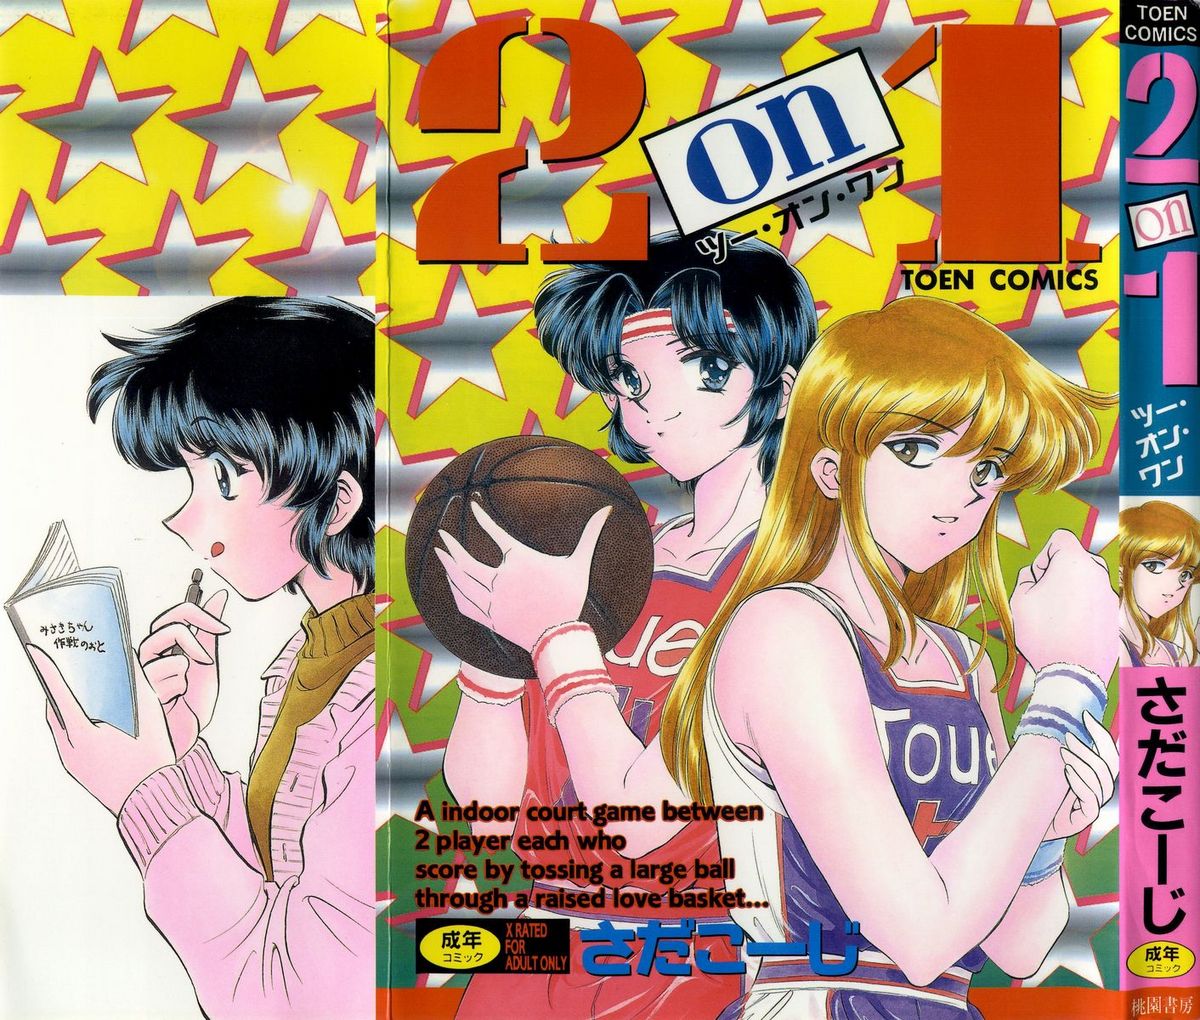 みさきちゃん
作戦のおと
2 on 1
ツー・オン・ワン
TOEN COMICS
oue
Toue
A indoor court game between
2 player each who
score by tossing a large ball
through a raised love basket...
成年
コミック
X RATED
FOR
ADULT ONLY
さだこーじ
TOEN
COMICS
2 on 1
ツー・
オン・
ワン
さだこーじ
成年
コミック
桃園書房